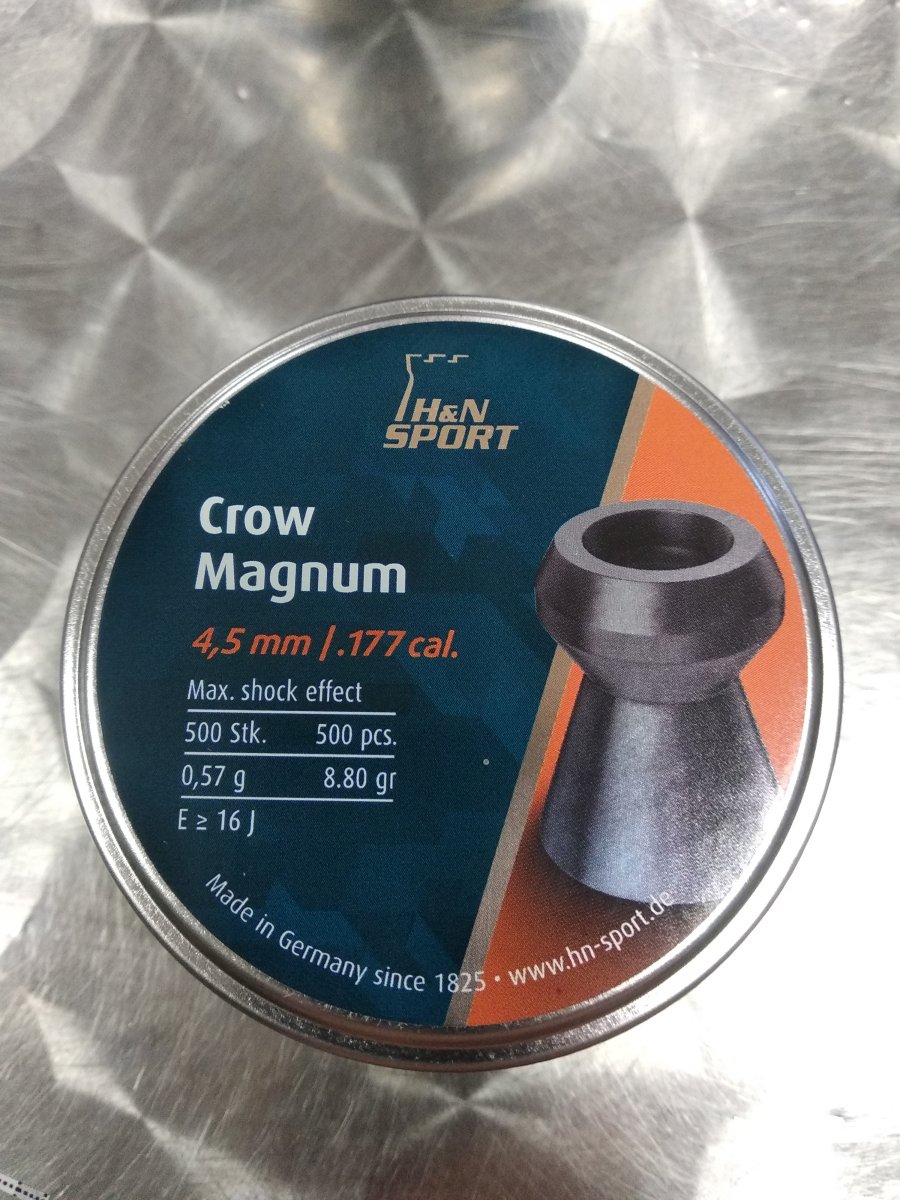 H&N
SPORT
Crow
Magnum
4,5 mm / .177 cal.
Max. shock effect
500 Stk. 500 pcs.
0,57 g 8.80 gr
E ≥ 16 J
Made in Germany since 1825 • www.hn-sport.de